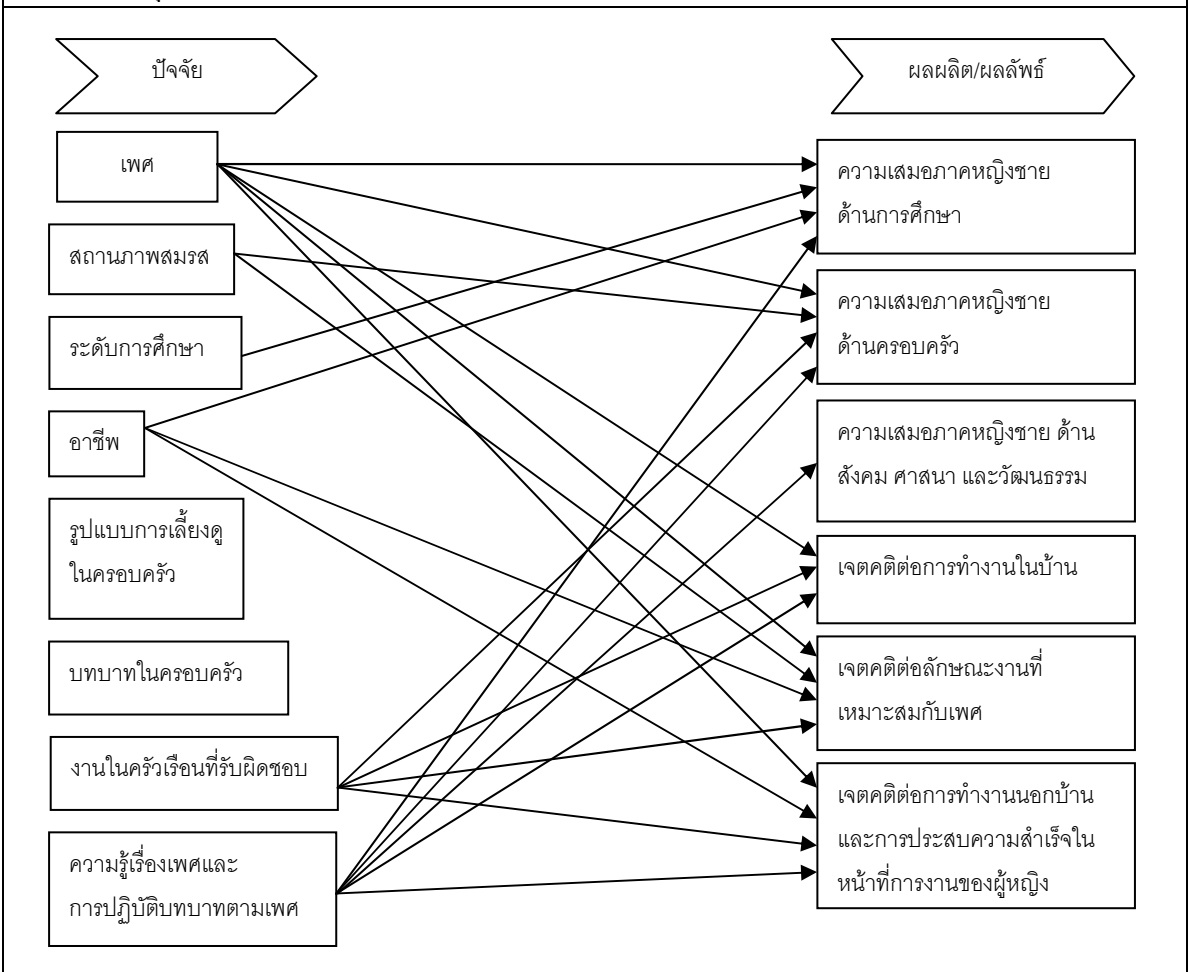 ปัจจัย
ผลผลิต/ผลลัพธ์
เพศ
สถานภาพสมรส
ระดับการศึกษา
อาชีพ
รูปแบบการเลี้ยงดู
ในครอบครัว
บทบาทในครอบครัว
งานในครัวเรือนที่รับผิดชอบ
ความรู้เรื่องเพศและ
การปฏิบัติบทบาทตามเพศ
ความเสมอภาคหญิงชาย
ด้านการศึกษา
ความเสมอภาคหญิงชาย
ด้านครอบครัว
ความเสมอภาคหญิงชาย ด้าน
สังคม ศาสนา และวัฒนธรรม
เจตคติต่อการทำงานในบ้าน
เจตคติต่อลักษณะงานที่
เหมาะสมกับเพศ
เจตคติต่อการทำงานนอกบ้าน
และการประสบความสำเร็จใน
หน้าที่การงานของผู้หญิง